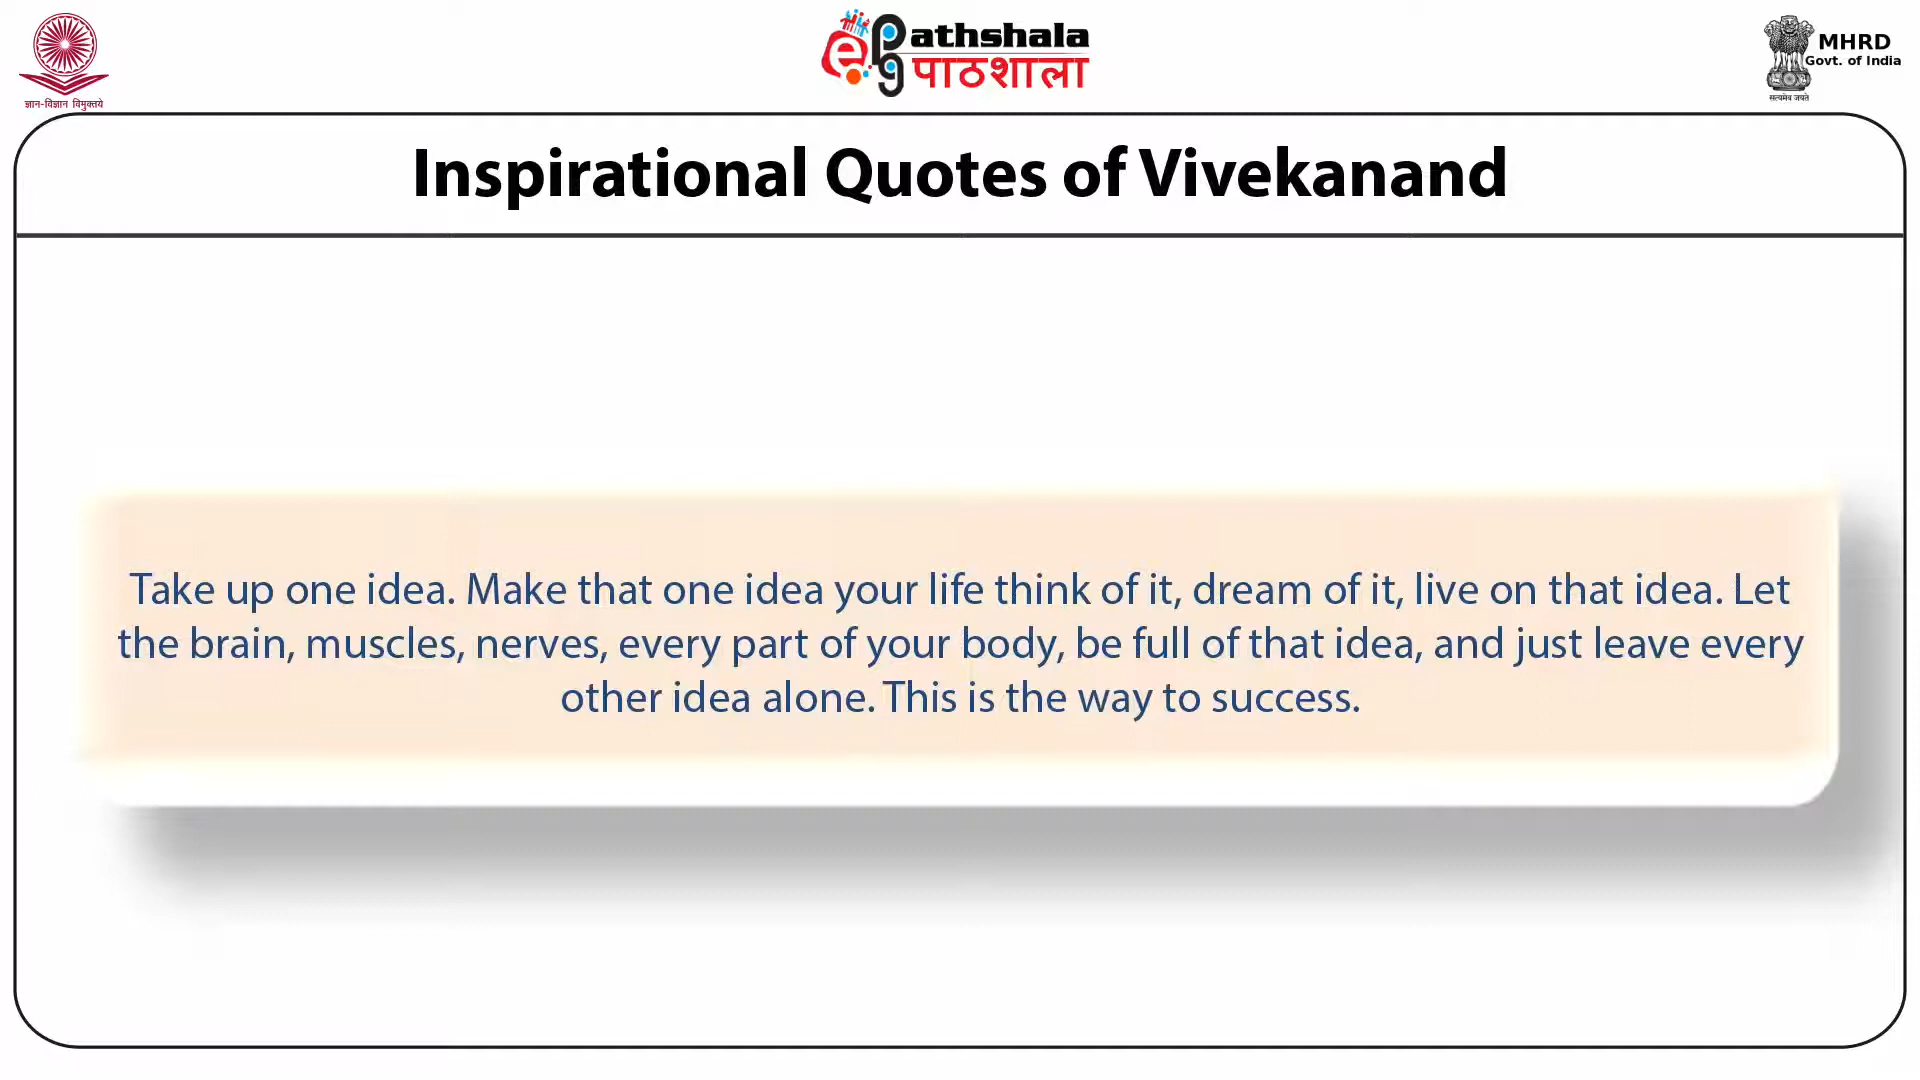 ज्ञान-विज्ञान विमुक्तये
ePathshala
पाठशाला
MHRD
Govt. of India
सत्यमेव जयते
Inspirational Quotes of Vivekanand
Take up one idea. Make that one idea your life think of it, dream of it, live on that idea. Let
the brain, muscles, nerves, every part of your body, be full of that idea, and just leave every
other idea alone. This is the way to success.